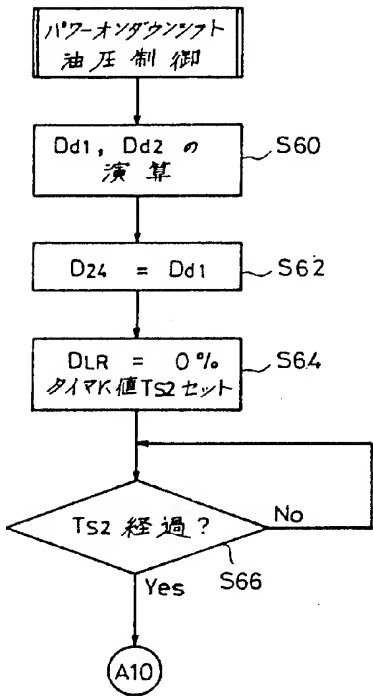 パワーオンダウンシフト
油圧制御
Dd1, Dd2 の
演算
S60
D24 = Dd1
S62
DLR = 0%
タイマに値TS2セット
S64
TS2 経過?
No
S66
Yes
A10